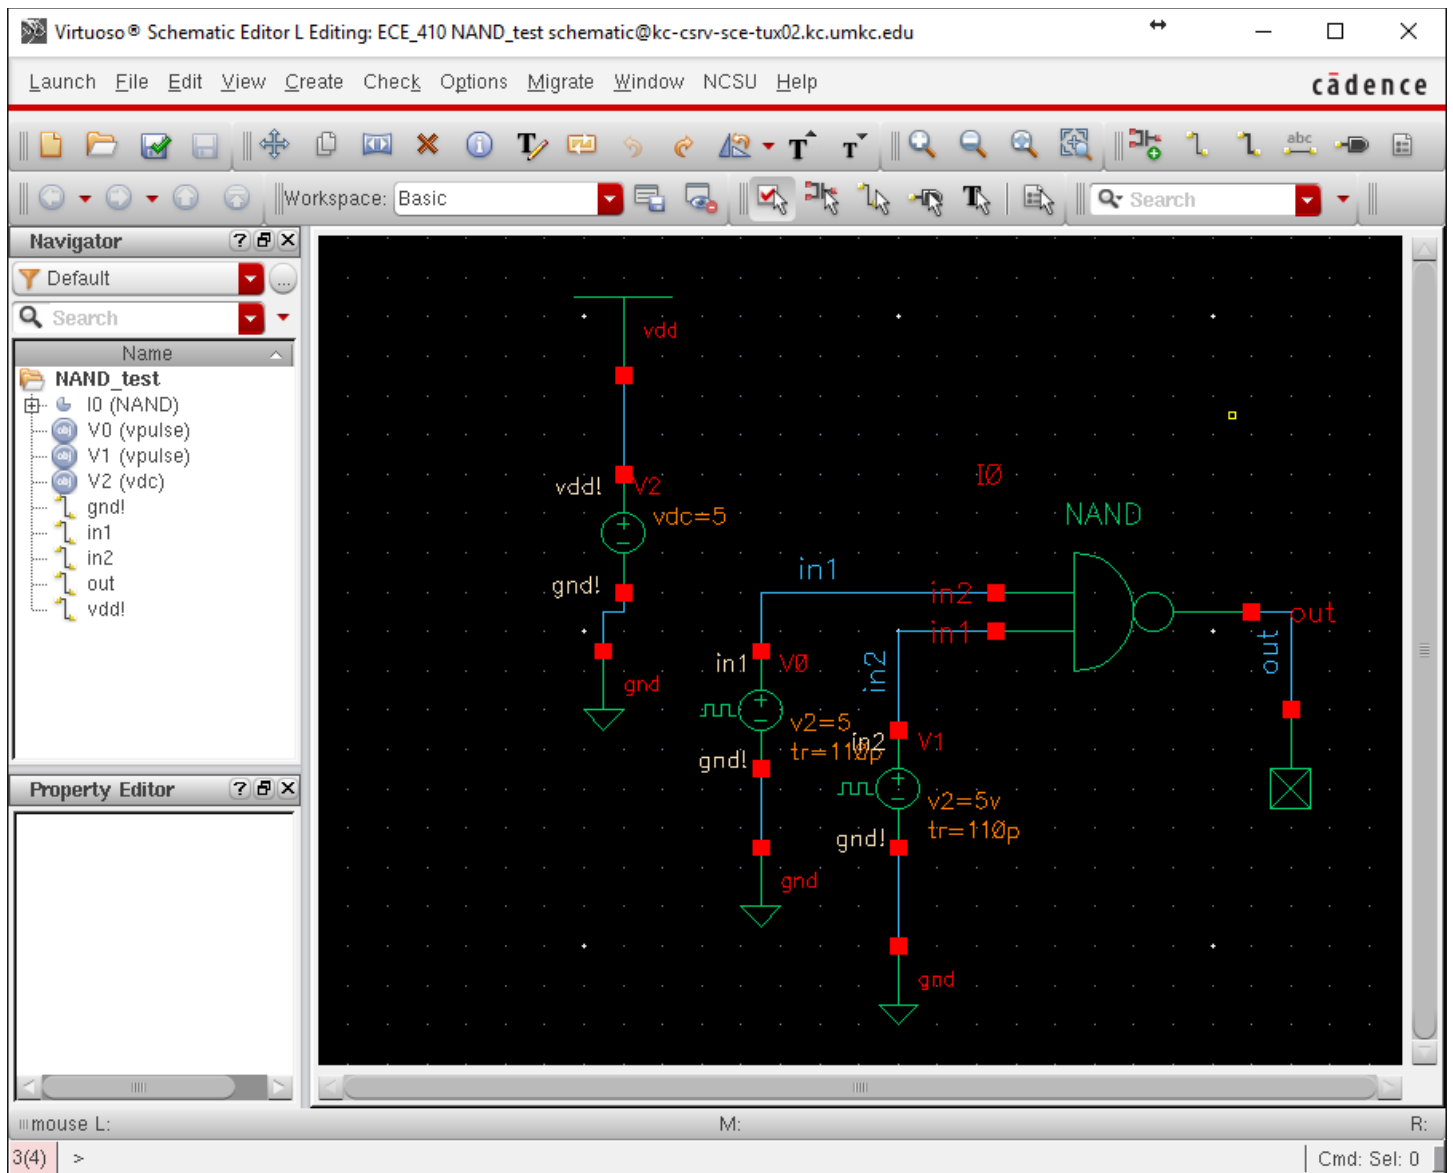 Virtuoso® Schematic Editor L Editing: ECE_410 NAND_test schematic@kc-csrv-sce-tux02.kc.umkc.edu
Launch File Edit View Create Check Options Migrate Window NCSU Help cādence
T T T abc
Workspace: Basic T Search
Navigator
Default ...
Search
Name
NAND_test
I0 (NAND)
V0 (vpulse)
V1 (vpulse)
V2 (vdc)
gnd!
in1
in2
out
vdd!
Property Editor
vdd
vdd! V2
vdc=5
gnd!
gnd
I0
NAND
in1
in2
in1
out
out
in1 V0
v2=5
tr=110p
gnd!
gnd
in2
in2 V1
v2=5v
tr=110p
gnd!
gnd
mouse L: M: R:
3(4) > Cmd: Sel: 0